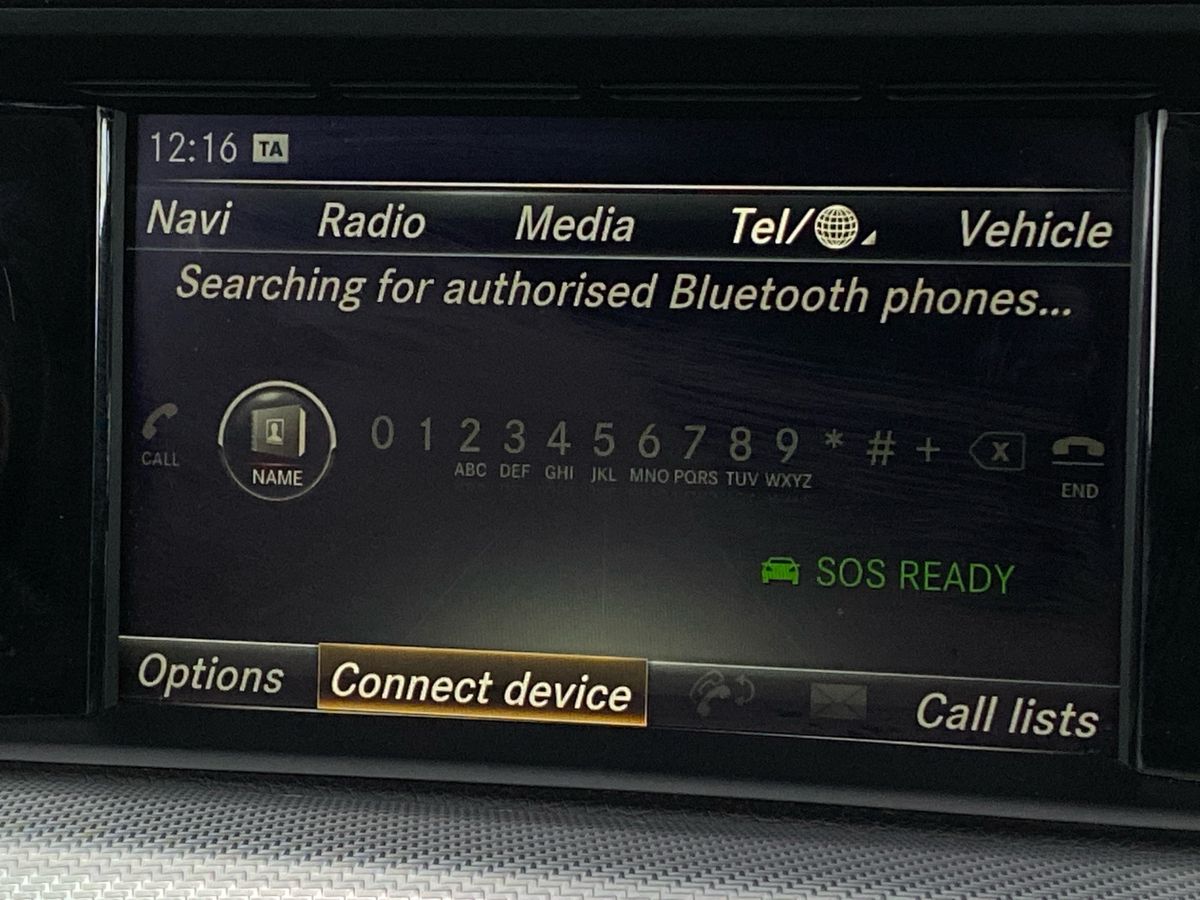 12:16 TA
Navi Radio Media Tel/ Vehicle
Searching for authorised Bluetooth phones...
0 1 2 3 4 5 6 7 8 9 * # + X
CALL NAME ABC DEF GHI JKL MNO PQRS TUV WXYZ END
SOS READY
Options Connect device Call lists